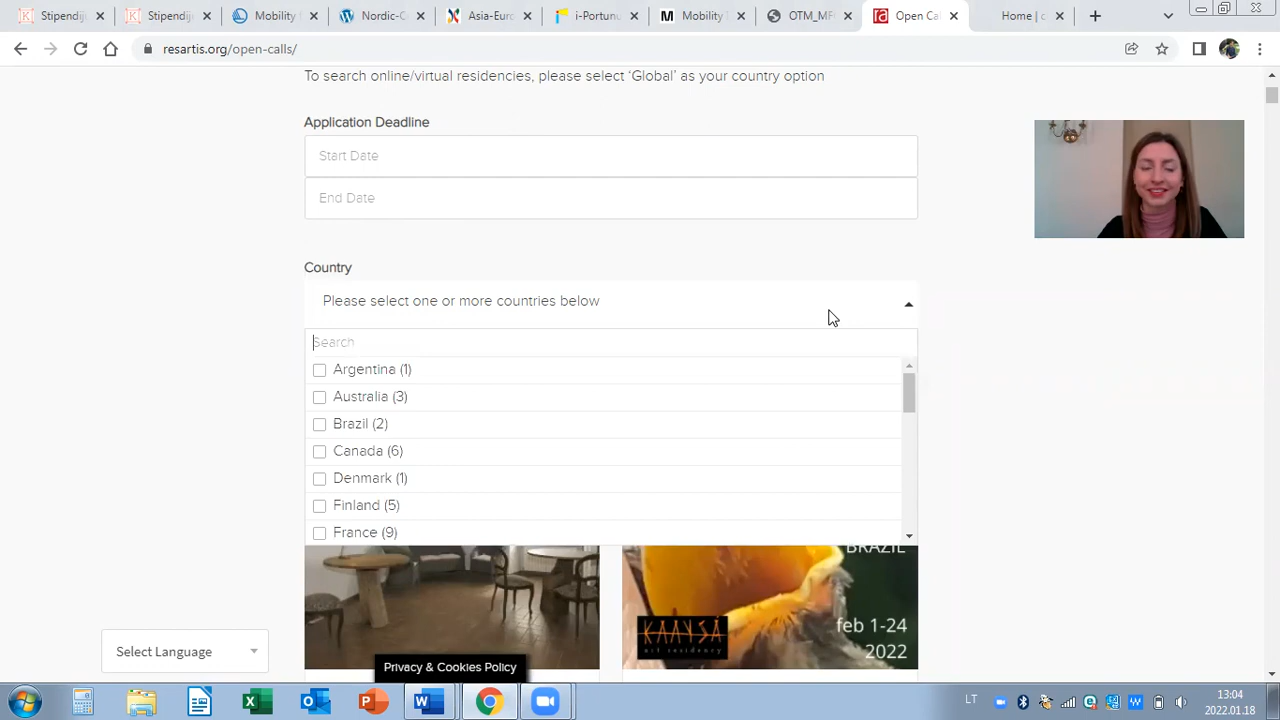 Stipendij
Stipendij
Mobility
Nordic-C
Asia-Euro
i-Portunu
Mobility
OTM_MF
Open Cal
Home | c
resartis.org/open-calls/
To search online/virtual residencies, please select ‘Global’ as your country option
Application Deadline
Start Date
End Date
Country
Please select one or more countries below
Search
Argentina (1)
Australia (3)
Brazil (2)
Canada (6)
Denmark (1)
Finland (5)
France (9)
BRAZIL
feb 1-24
2022
KAAYSÁ
art residency
Select Language
Privacy & Cookies Policy
LT
13:04
2022.01.18